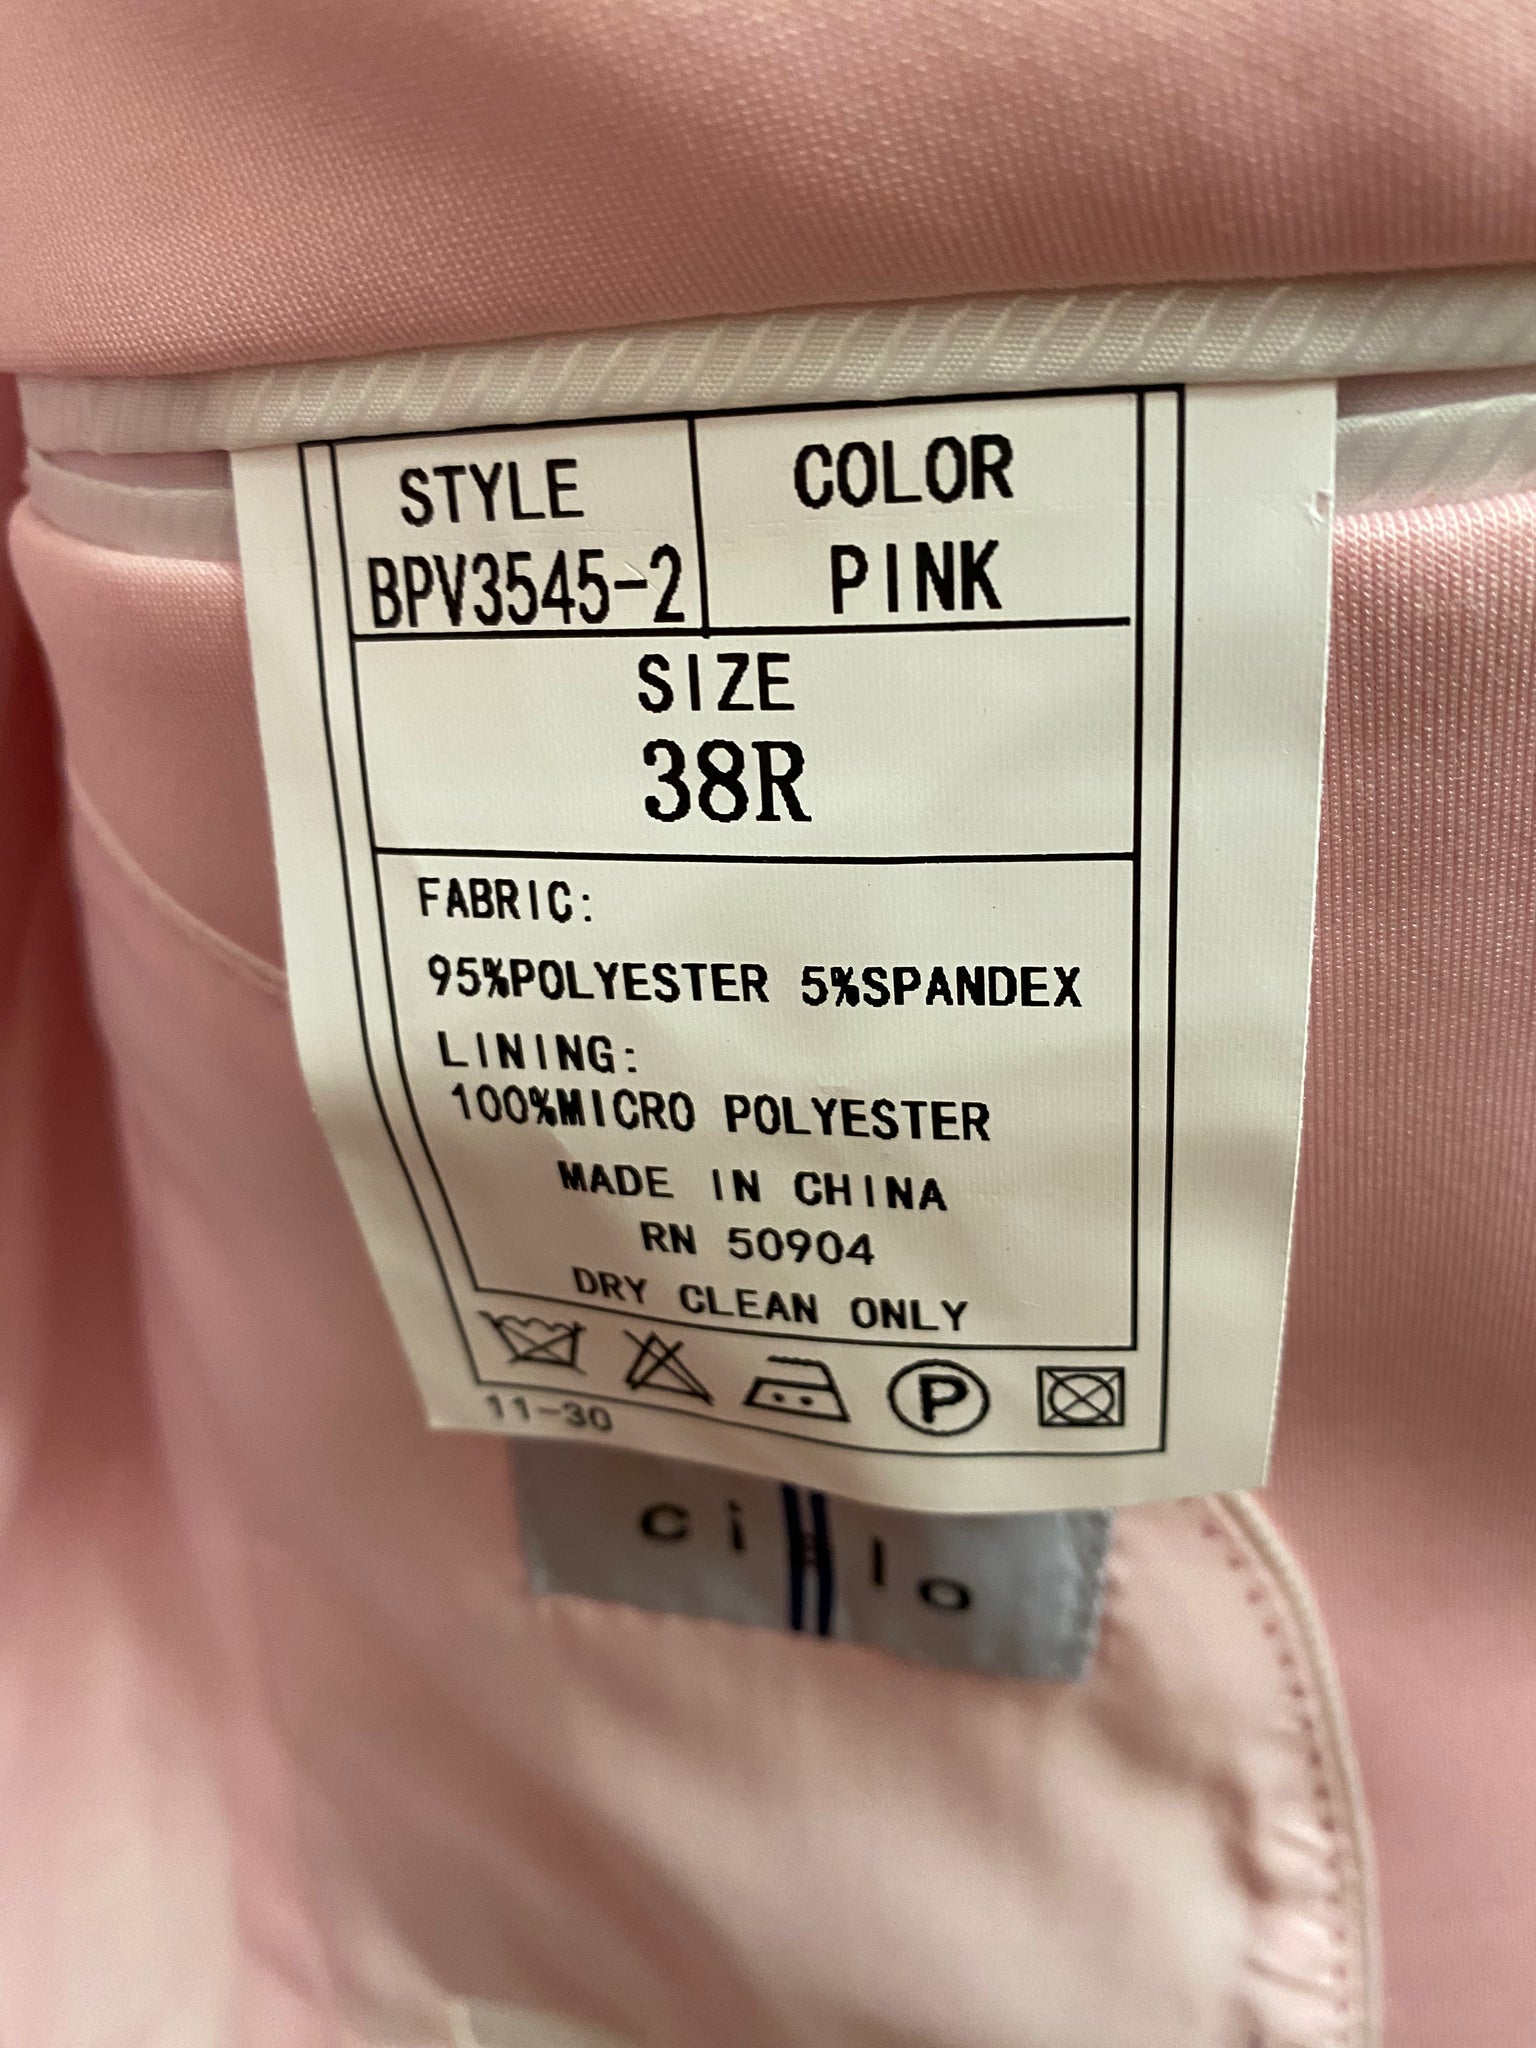 STYLE COLOR
BPV3545-2 PINK
SIZE
38R
FABRIC:
95%POLYESTER 5%SPANDEX
LINING:
100%MICRO POLYESTER
MADE IN CHINA
RN 50904
DRY CLEAN ONLY
P
11-30
ci lo